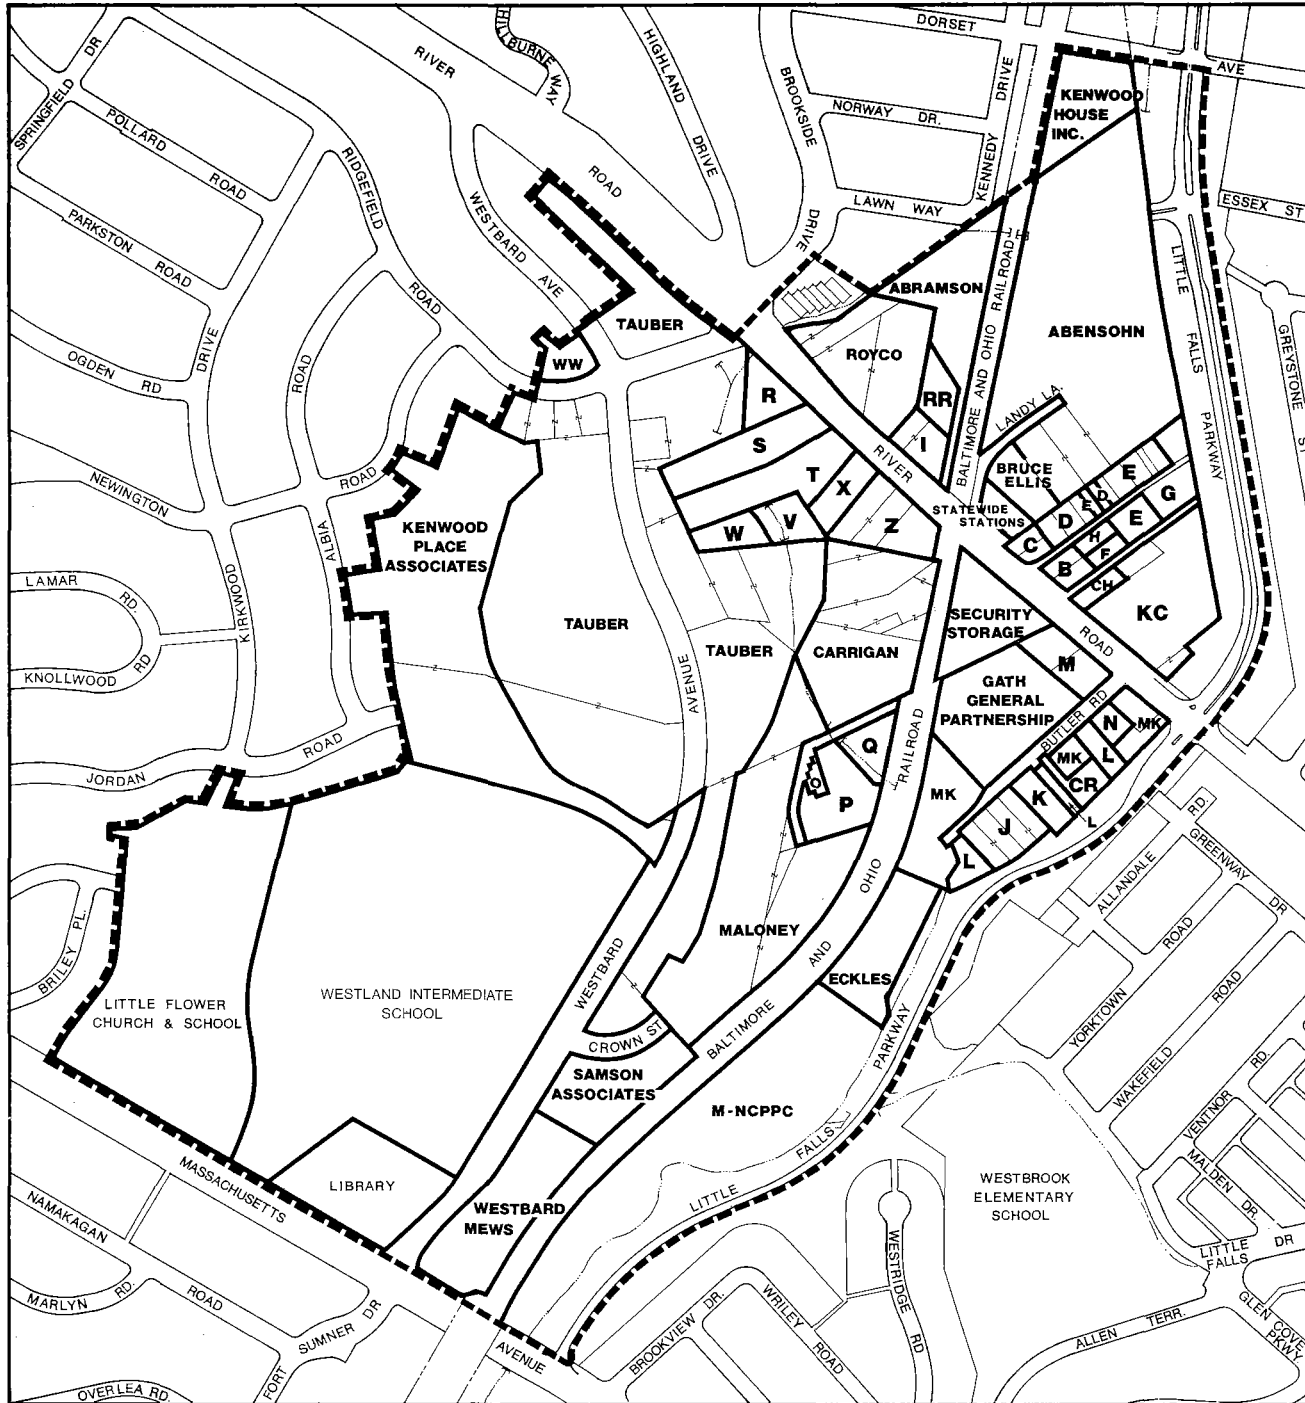 DORSET
AVE
SPRINGFIELD DR
RIVER
HILLBURNE WAY
HIGHLAND
DRIVE
BROOKSIDE
DRIVE
NORWAY DR.
KENNEDY
DRIVE
KENWOOD
HOUSE
INC.
POLLARD
ROAD
RIDGEFIELD
ROAD
WESTBARD AVE
ROAD
LAWN WAY
ESSEX ST
PARKSTON
ROAD
LITTLE
FALLS
PARKWAY
GREYSTONE
ABRAMSON
BALTIMORE AND OHIO RAILROAD
ABENSOHN
TAUBER
WW
ROYCO
OGDEN RD
DRIVE
ROAD
R
RR
LANDY LA.
S
I
RIVER
NEWINGTON
ROAD
T
X
BRUCE
ELLIS
E
D
E
G
STATEWIDE
STATIONS
W
V
Z
D
E
C
H
F
B
CH
KC
KENWOOD
PLACE
ASSOCIATES
ALBIA
KIRKWOOD
LAMAR
RD.
RD
KNOLLWOOD
TAUBER
TAUBER
AVENUE
CARRIGAN
SECURITY
STORAGE
ROAD
M
GATH
GENERAL
PARTNERSHIP
BUTLER RD
N
MK
MK
L
CR
JORDAN
ROAD
Q
RAILROAD
O
P
MK
K
J
L
L
RD.
GREENWAY
DR
ALLANDALE
OHIO
BRILEY PL.
LITTLE FLOWER
CHURCH & SCHOOL
WESTLAND INTERMEDIATE
SCHOOL
WESTBARD
MALONEY
AND
ECKLES
ROAD
ROAD
YORKTOWN
WAKEFIELD
CROWN ST
BALTIMORE
PARKWAY
SAMSON
ASSOCIATES
M-NCPPC
FALLS
LITTLE
VENTNOR RD.
MALDEN DR.
WESTBROOK
ELEMENTARY
SCHOOL
LIBRARY
MASSACHUSETTS
WESTBARD
MEWS
NAMAKAGAN
ROAD
MARLYN RD.
LITTLE DR
FALLS
WESTRIDGE RD
SUMNER DR
FORT
AVENUE
BROOKVIEW DR.
WRILEY
ROAD
ALLEN TERR.
GLEN COVE
PKWY.
OVERLEA RD.